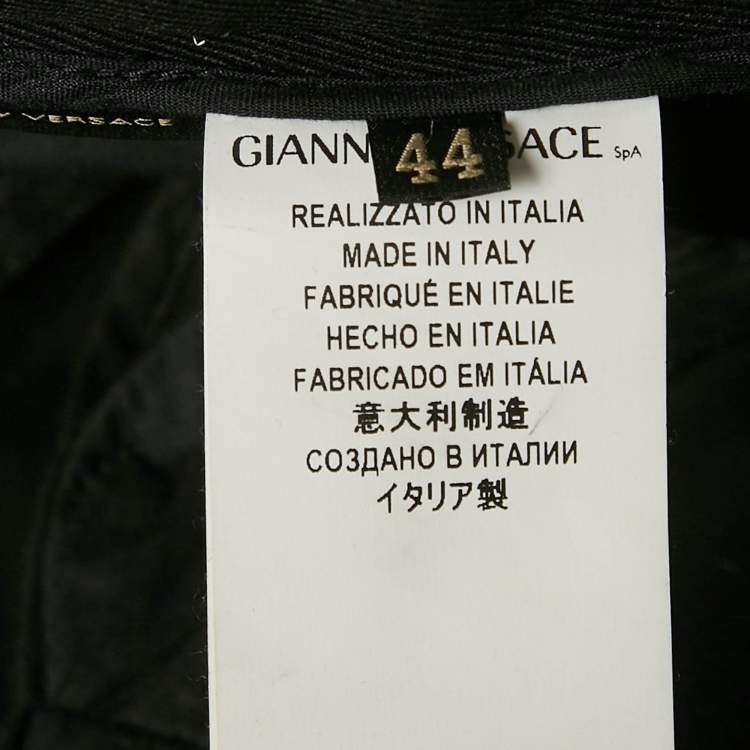 VERSACE
GIANN SACE SpA
44
REALIZZATO IN ITALIA
MADE IN ITALY
FABRIQUÉ EN ITALIE
HECHO EN ITALIA
FABRICADO EM ITÁLIA
意大利制造
СОЗДАНО В ИТАЛИИ
イタリア製